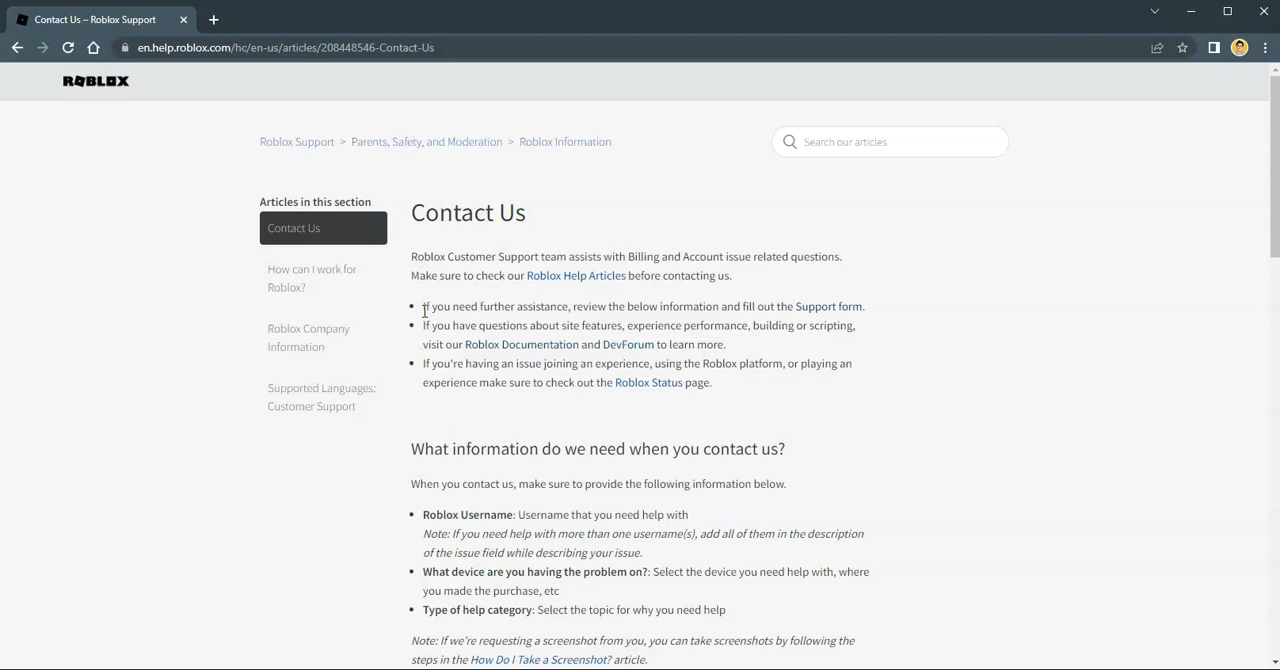 Contact Us – Roblox Support
en.help.roblox.com/hc/en-us/articles/208448546-Contact-Us
ROBLOX
Roblox Support > Parents, Safety, and Moderation > Roblox Information
Search our articles
Articles in this section
Contact Us
How can I work for
Roblox?
Roblox Company
Information
Supported Languages:
Customer Support
Contact Us
Roblox Customer Support team assists with Billing and Account issue related questions.
Make sure to check our Roblox Help Articles before contacting us.
• If you need further assistance, review the below information and fill out the Support form.
• If you have questions about site features, experience performance, building or scripting,
visit our Roblox Documentation and DevForum to learn more.
• If you're having an issue joining an experience, using the Roblox platform, or playing an
experience make sure to check out the Roblox Status page.
What information do we need when you contact us?
When you contact us, make sure to provide the following information below.
• Roblox Username: Username that you need help with
Note: If you need help with more than one username(s), add all of them in the description
of the issue field while describing your issue.
• What device are you having the problem on?: Select the device you need help with, where
you made the purchase, etc
• Type of help category: Select the topic for why you need help
Note: If we're requesting a screenshot from you, you can take screenshots by following the
steps in the How Do I Take a Screenshot? article.